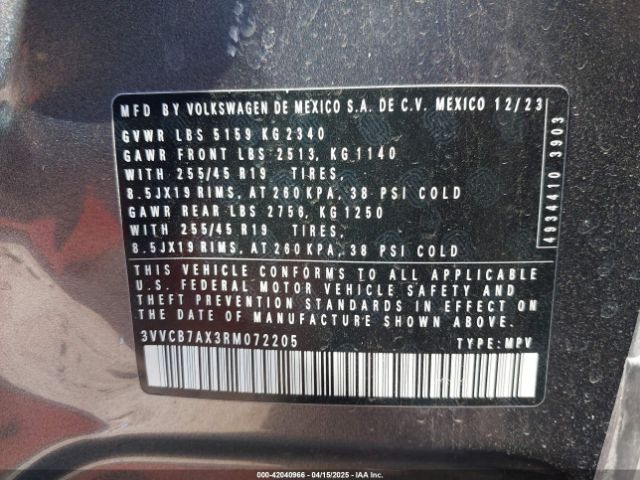 MFD BY VOLKSWAGEN DE MEXICO S.A. DE C.V. MEXICO 12/23
GVWR LBS 5159 KG 2340
GAWR FRONT LBS 2513, KG 1140
WITH 255/45 R19 TIRES,
8.5JX19 RIMS, AT 260 KPA, 38 PSI COLD
GAWR REAR LBS 2756, KG 1250
WITH 255/45 R19 TIRES,
8.5JX19 RIMS, AT 260 KPA, 38 PSI COLD
THIS VEHICLE CONFORMS TO ALL APPLICABLE
U.S. FEDERAL MOTOR VEHICLE SAFETY AND
THEFT PREVENTION STANDARDS IN EFFECT ON
THE DATE OF MANUFACTURE SHOWN ABOVE.
3VVCB7AX3RM072205 TYPE: MPV
4934410 3903
000-42040966 - 04/15/2025 - IAA Inc.